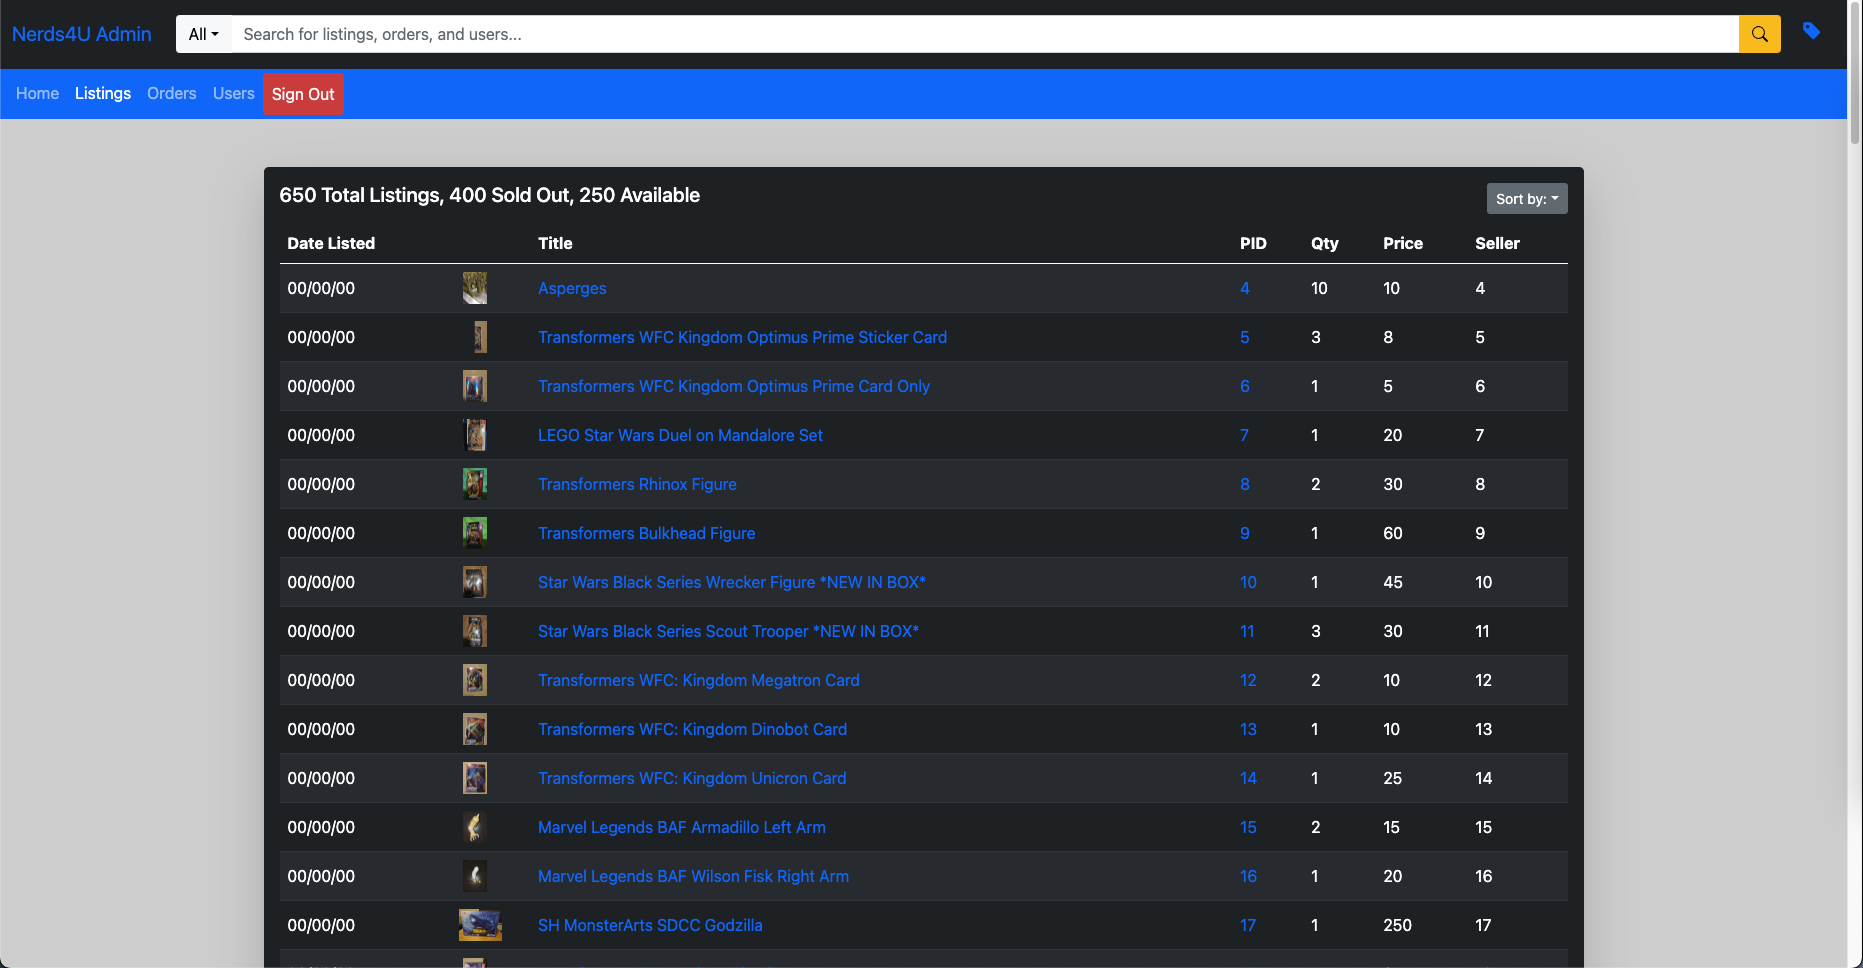 Nerds4U Admin All Search for listings, orders, and users...
Home Listings Orders Users Sign Out
650 Total Listings, 400 Sold Out, 250 Available Sort by:
Date Listed Title PID Qty Price Seller
00/00/00 Asperges 4 10 10 4
00/00/00 Transformers WFC Kingdom Optimus Prime Sticker Card 5 3 8 5
00/00/00 Transformers WFC Kingdom Optimus Prime Card Only 6 1 5 6
00/00/00 LEGO Star Wars Duel on Mandalore Set 7 1 20 7
00/00/00 Transformers Rhinox Figure 8 2 30 8
00/00/00 Transformers Bulkhead Figure 9 1 60 9
00/00/00 Star Wars Black Series Wrecker Figure *NEW IN BOX* 10 1 45 10
00/00/00 Star Wars Black Series Scout Trooper *NEW IN BOX* 11 3 30 11
00/00/00 Transformers WFC: Kingdom Megatron Card 12 2 10 12
00/00/00 Transformers WFC: Kingdom Dinobot Card 13 1 10 13
00/00/00 Transformers WFC: Kingdom Unicron Card 14 1 25 14
00/00/00 Marvel Legends BAF Armadillo Left Arm 15 2 15 15
00/00/00 Marvel Legends BAF Wilson Fisk Right Arm 16 1 20 16
00/00/00 SH MonsterArts SDCC Godzilla 17 1 250 17